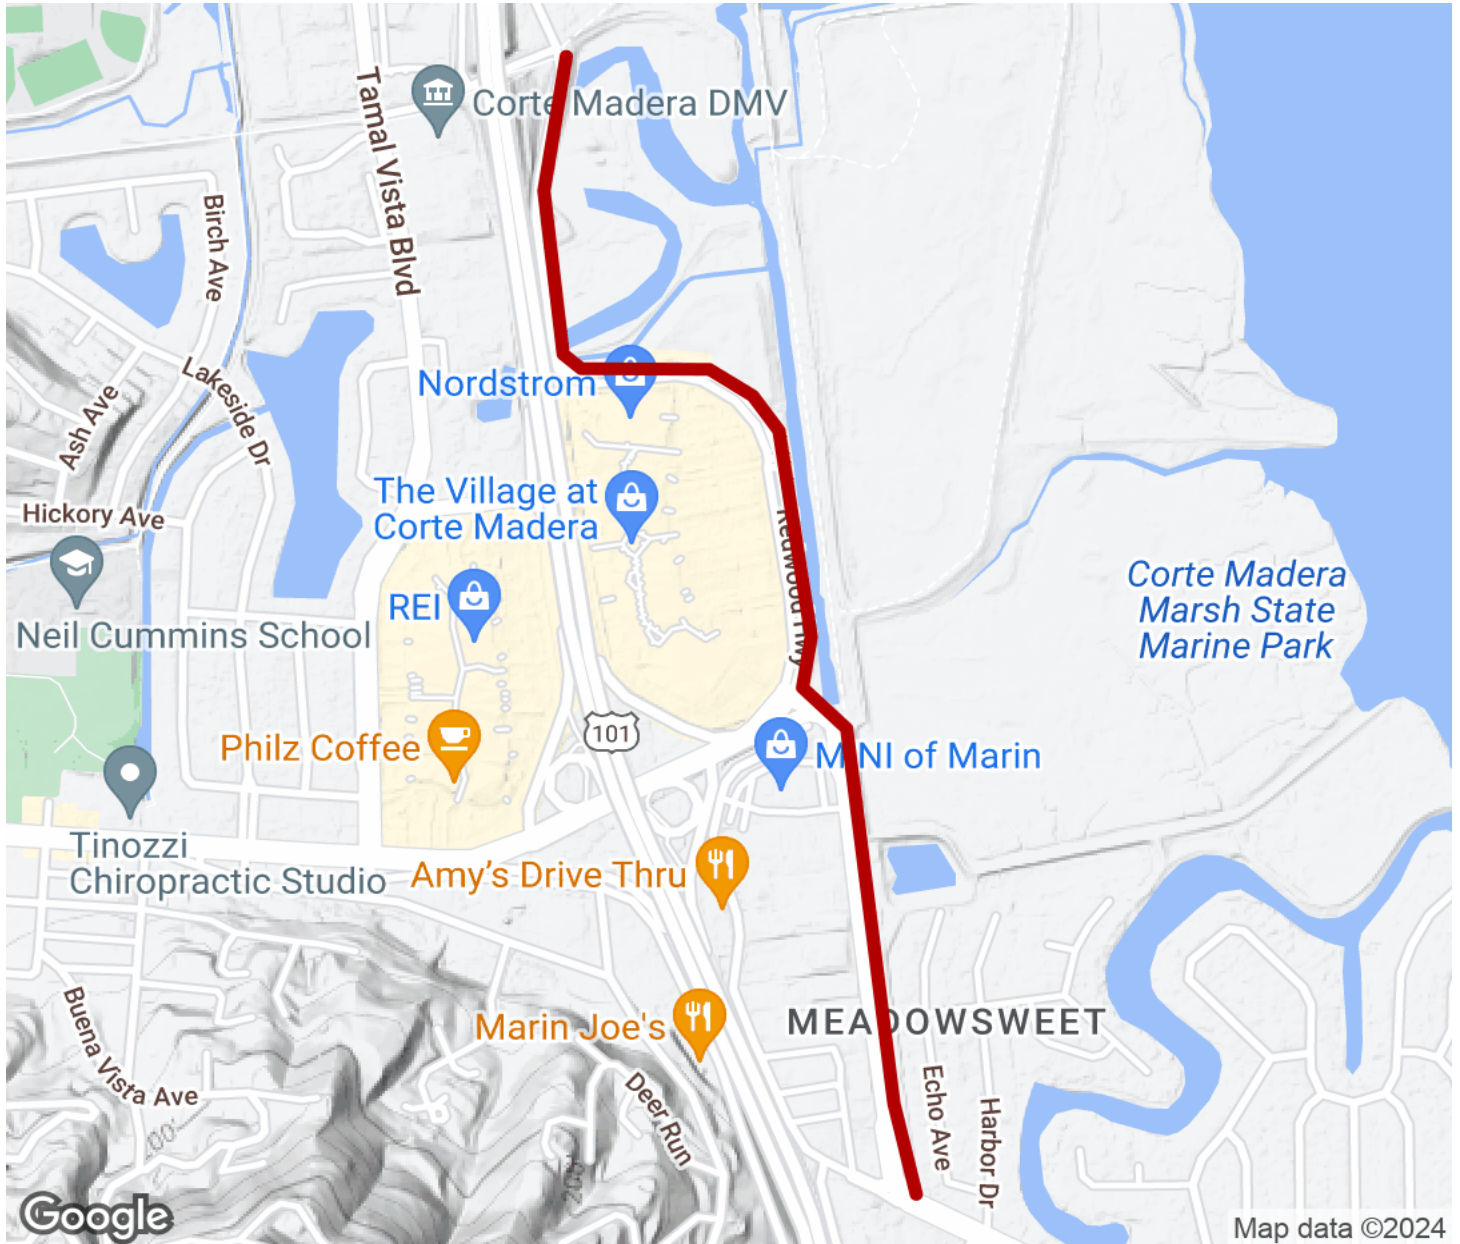 Corte Madera DMV
Tamal Vista Blvd
Birch Ave
Lakeside Dr
Ash Ave
Nordstrom
The Village at
Corte Madera
Hickory Ave
Redwood Hwy
Corte Madera
Marsh State
Marine Park
REI
Neil Cummins School
101
Philz Coffee
MINI of Marin
Tinozzi
Chiropractic Studio
Amy's Drive Thru
Marin Joe's
MEADOWSWEET
Buena Vista Ave
Deer Run
Echo Ave
Harbor Dr
200'
Google
Map data ©2024